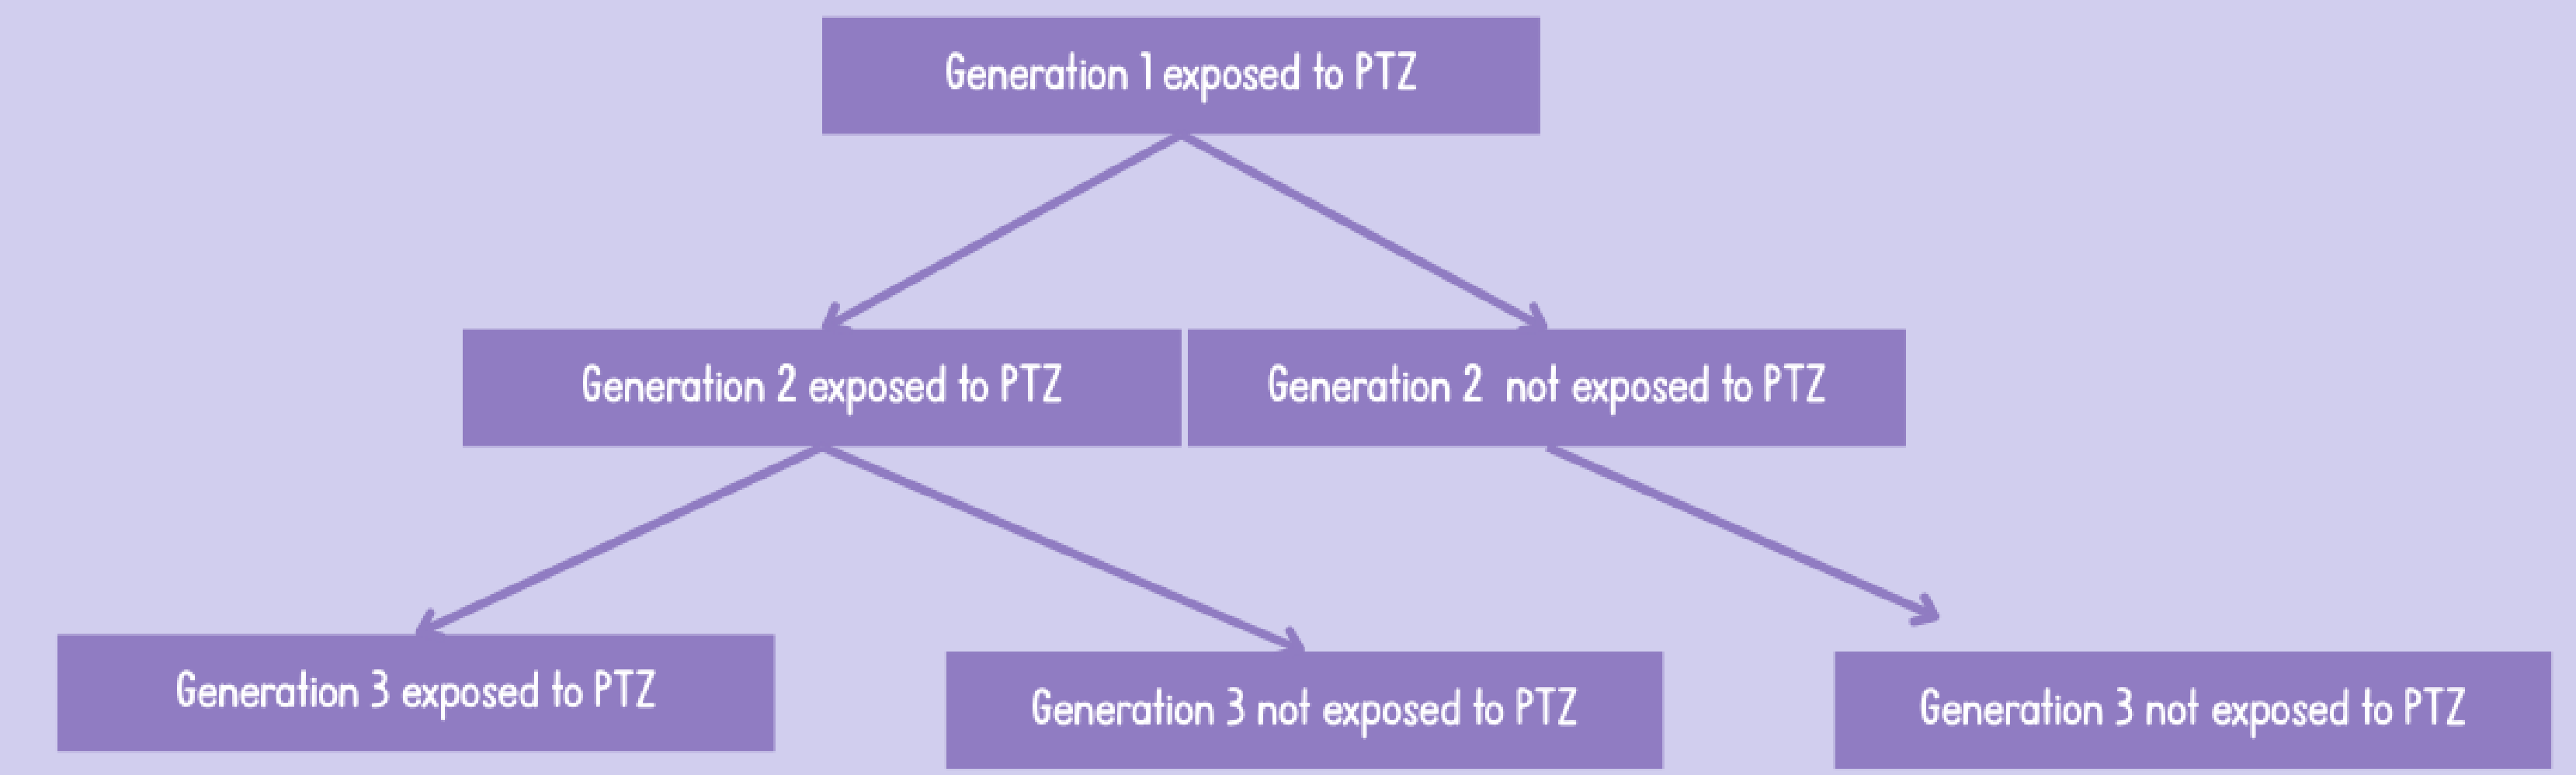 Generation 1 exposed to PTZ
Generation 2 exposed to PTZ
Generation 2 not exposed to PTZ
Generation 3 exposed to PTZ
Generation 3 not exposed to PTZ
Generation 3 not exposed to PTZ